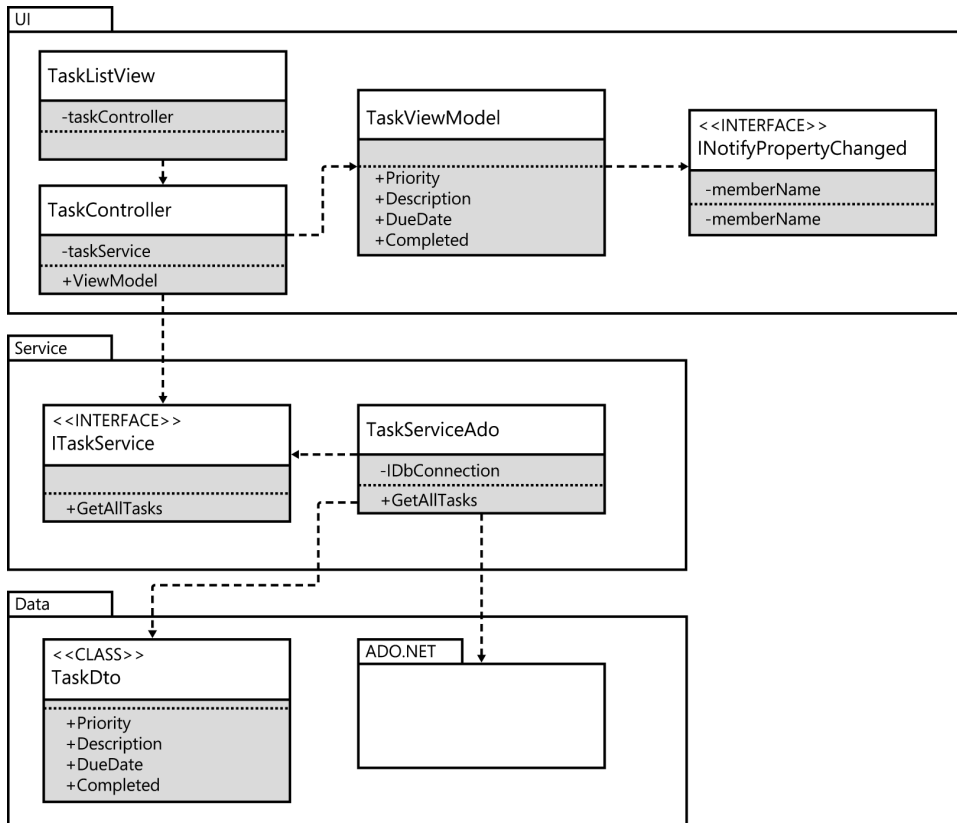 UI
TaskListView
-taskController
TaskController
-taskService
+ViewModel
TaskViewModel
+Priority
+Description
+DueDate
+Completed
<<INTERFACE>>
INotifyPropertyChanged
-memberName
-memberName
Service
<<INTERFACE>>
ITaskService
+GetAllTasks
TaskServiceAdo
-IDbConnection
+GetAllTasks
Data
<<CLASS>>
TaskDto
+Priority
+Description
+DueDate
+Completed
ADO.NET